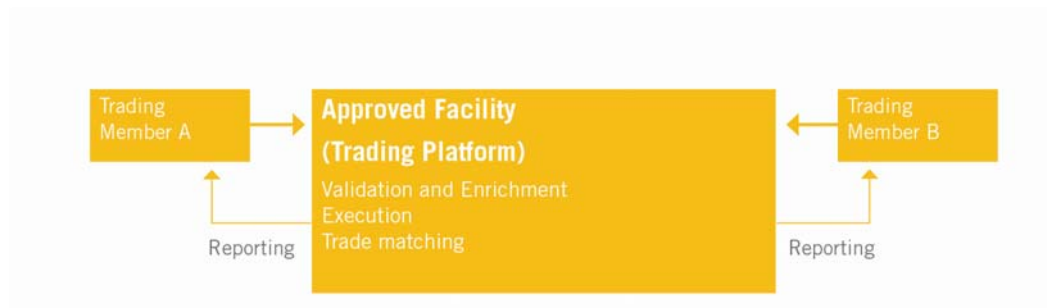 Trading
Member A
Approved Facility
(Trading Platform)
Validation and Enrichment
Execution
Trade matching
Trading
Member B
Reporting
Reporting